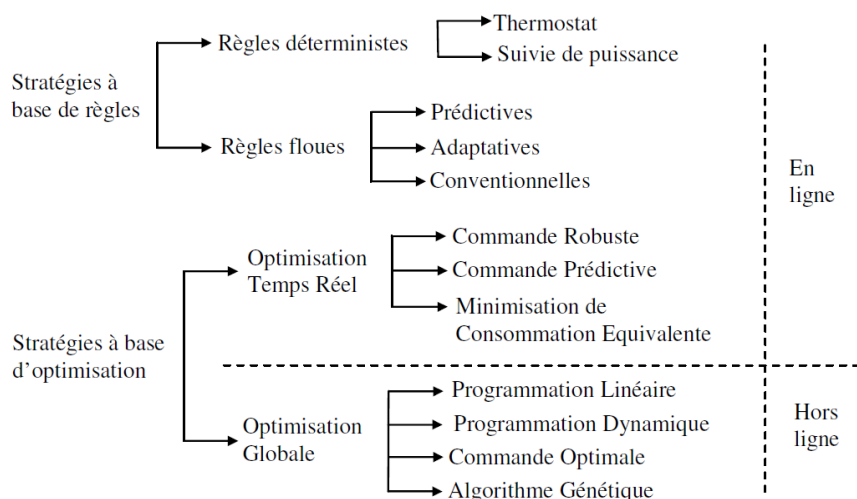 Stratégies à
base de règles
Règles déterministes
Thermostat
Suivie de puissance
Règles floues
Prédictives
Adaptatives
Conventionnelles
En
ligne
Stratégies à base
d'optimisation
Optimisation
Temps Réel
Commande Robuste
Commande Prédictive
Minimisation de
Consommation Equivalente
Optimisation
Globale
Programmation Linéaire
Programmation Dynamique
Commande Optimale
Algorithme Génétique
Hors
ligne